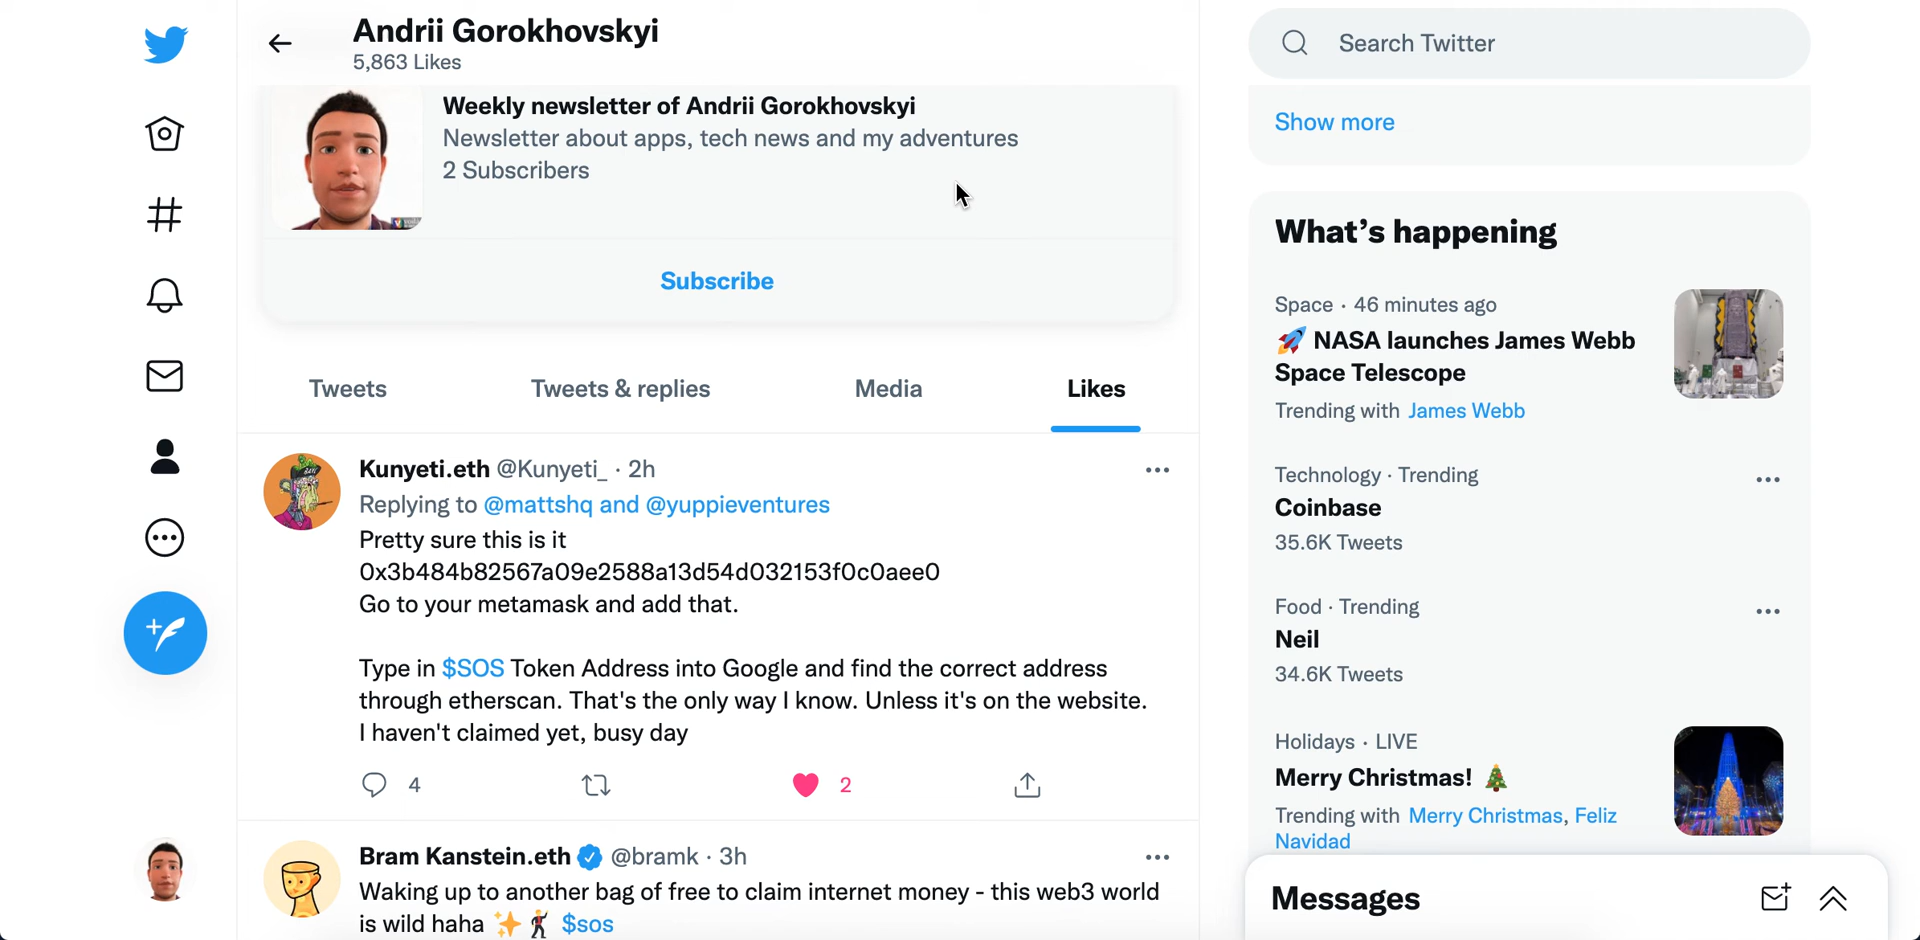 Andrii Gorokhovskyi
5,863 Likes
Weekly newsletter of Andrii Gorokhovskyi
Newsletter about apps, tech news and my adventures
2 Subscribers
Subscribe
Tweets
Tweets & replies
Media
Likes
Kunyeti.eth @Kunyeti_ · 2h
Replying to @mattshq and @yuppieventures
Pretty sure this is it
0x3b484b82567a09e2588a13d54d032153f0c0aee0
Go to your metamask and add that.
Type in $SOS Token Address into Google and find the correct address
through etherscan. That's the only way I know. Unless it's on the website.
I haven't claimed yet, busy day
4
2
Bram Kanstein.eth @bramk · 3h
Waking up to another bag of free to claim internet money - this web3 world
is wild haha ✨🕺 $sos
Search Twitter
Show more
What's happening
Space · 46 minutes ago
🚀 NASA launches James Webb
Space Telescope
Trending with James Webb
Technology · Trending
Coinbase
35.6K Tweets
Food · Trending
Neil
34.6K Tweets
Holidays · LIVE
Merry Christmas! 🎄
Trending with Merry Christmas, Feliz
Navidad
Messages